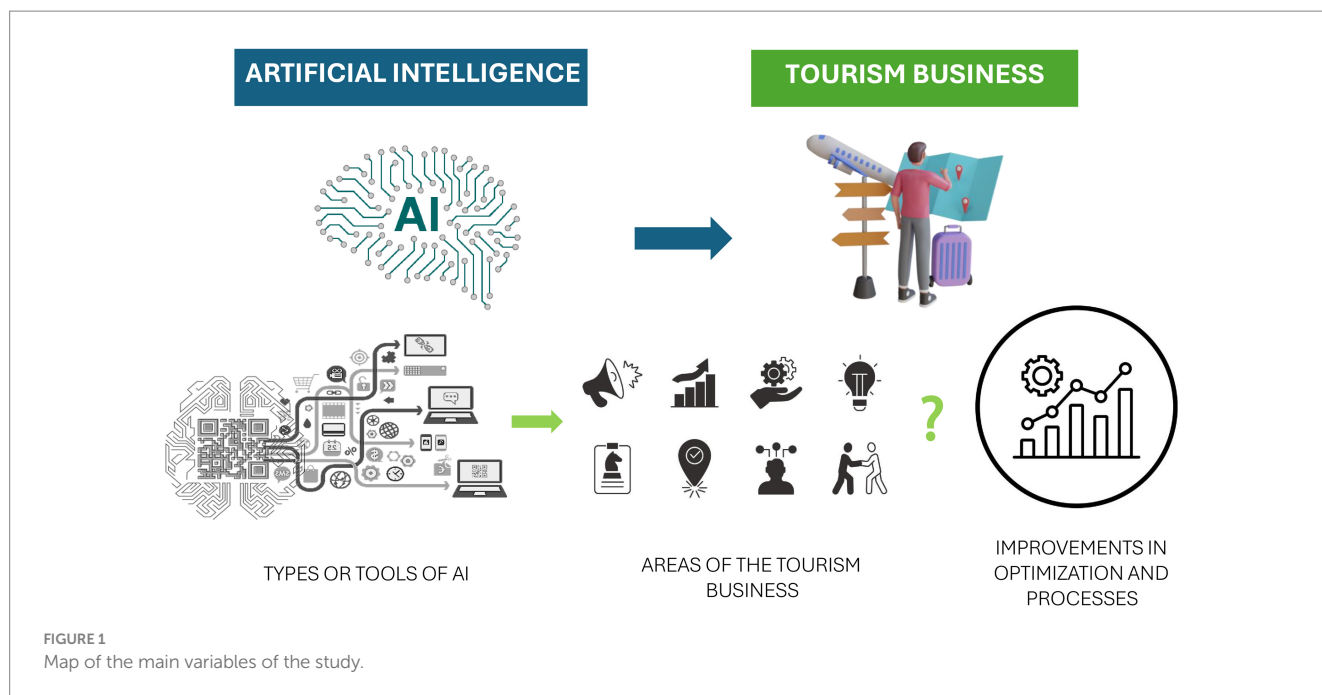 ARTIFICIAL INTELLIGENCE
TOURISM BUSINESS
AI
TYPES OR TOOLS OF AI
AREAS OF THE TOURISM
BUSINESS
?
IMPROVEMENTS IN
OPTIMIZATION AND
PROCESSES
FIGURE 1
Map of the main variables of the study.